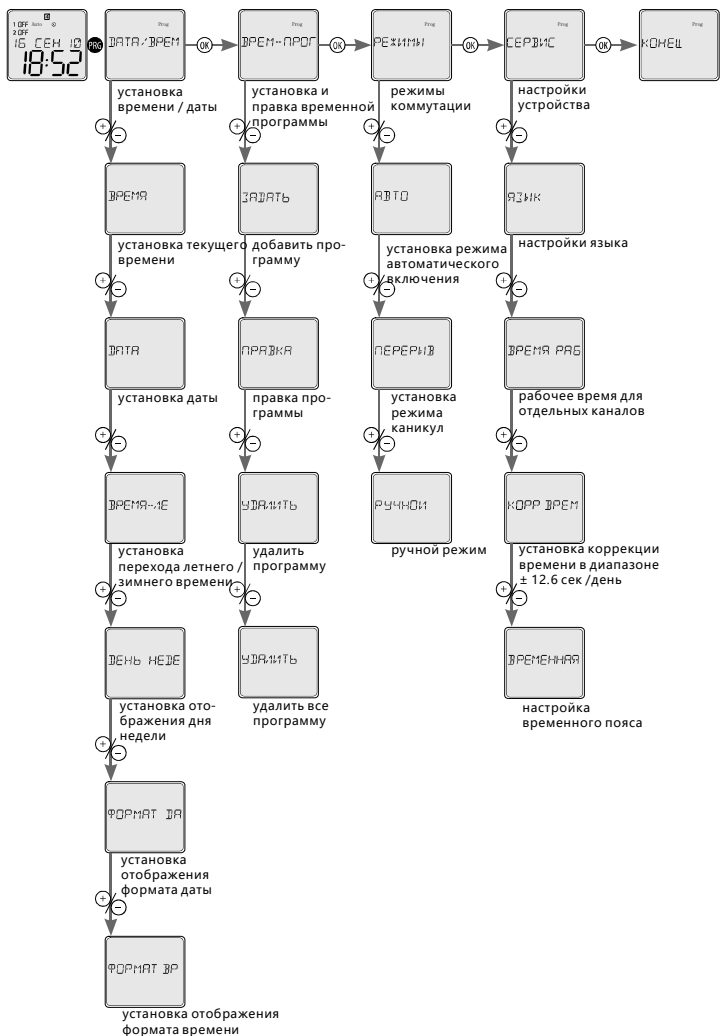 1 OFF Auto
2 OFF
16 СЕН 10
18:52
PRG
Prog
ДАТА/ВРЕМ
OK
Prog
ВРЕМ-ПРОГ
OK
Prog
РЕЖИМЫ
OK
Prog
СЕРВИС
OK
Prog
КОНЕЦ
установка
времени / даты
установка и
правка временной
программы
режимы
коммутации
настройки
устройства
+ −
+ −
+ −
+ −
ВРЕМЯ
ЗАДАТЬ
АВТО
ЯЗЫК
установка текущего
времени
добавить про-
грамму
установка режима
автоматического
включения
настройки языка
+ −
+ −
+ −
+ −
ДАТА
ПРАВКА
ПЕРЕРЫВ
ВРЕМЯ РАБ
установка даты
правка про-
граммы
установка
режима
каникул
рабочее время для
отдельных каналов
+ −
+ −
+ −
+ −
ВРЕМЯ-ЛЕ
УДАЛИТЬ
РУЧНОЙ
КОРР ВРЕМ
установка
перехода летнего /
зимнего времени
удалить
программу
ручной режим
установка коррекции
времени в диапазоне
± 12.6 сек /день
+ −
+ −
+ −
ДЕНЬ НЕДЕ
УДАЛИТЬ
ВРЕМЕННАЯ
установка ото-
бражения дня
недели
удалить все
программу
настройка
временного пояса
+ −
ФОРМАТ ДА
установка
отображения
формата даты
+ −
ФОРМАТ ВР
установка отображения
формата времени